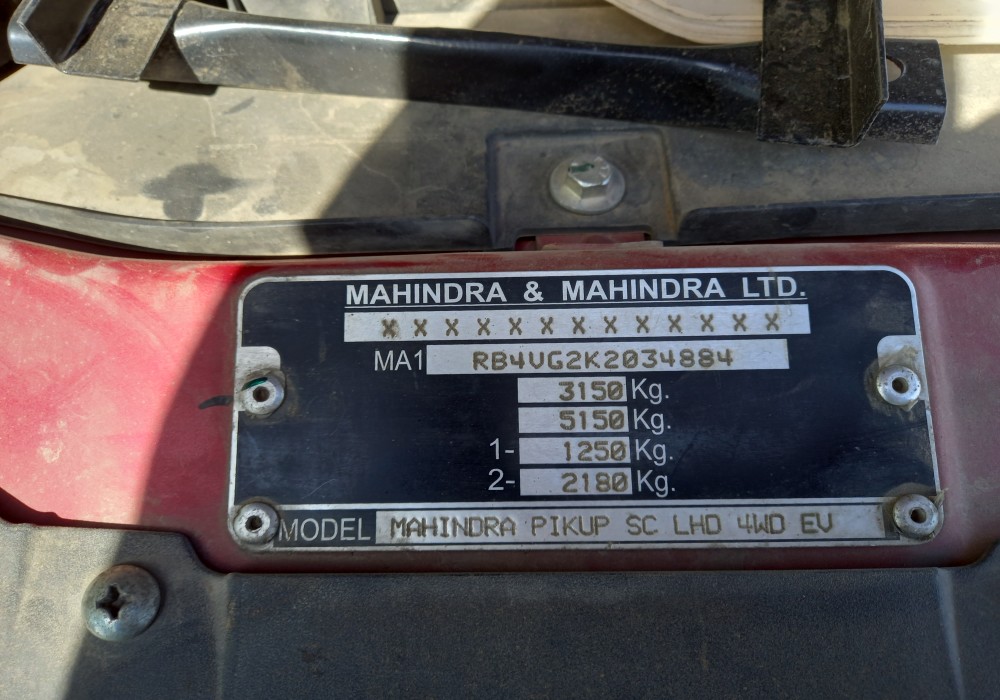 MAHINDRA & MAHINDRA LTD.
X X X X X X X X X X X X X
MA1 RB4VG2K2034884
3150 Kg.
5150 Kg.
1- 1250 Kg.
2- 2180 Kg.
MODEL MAHINDRA PIKUP SC LHD 4WD EV